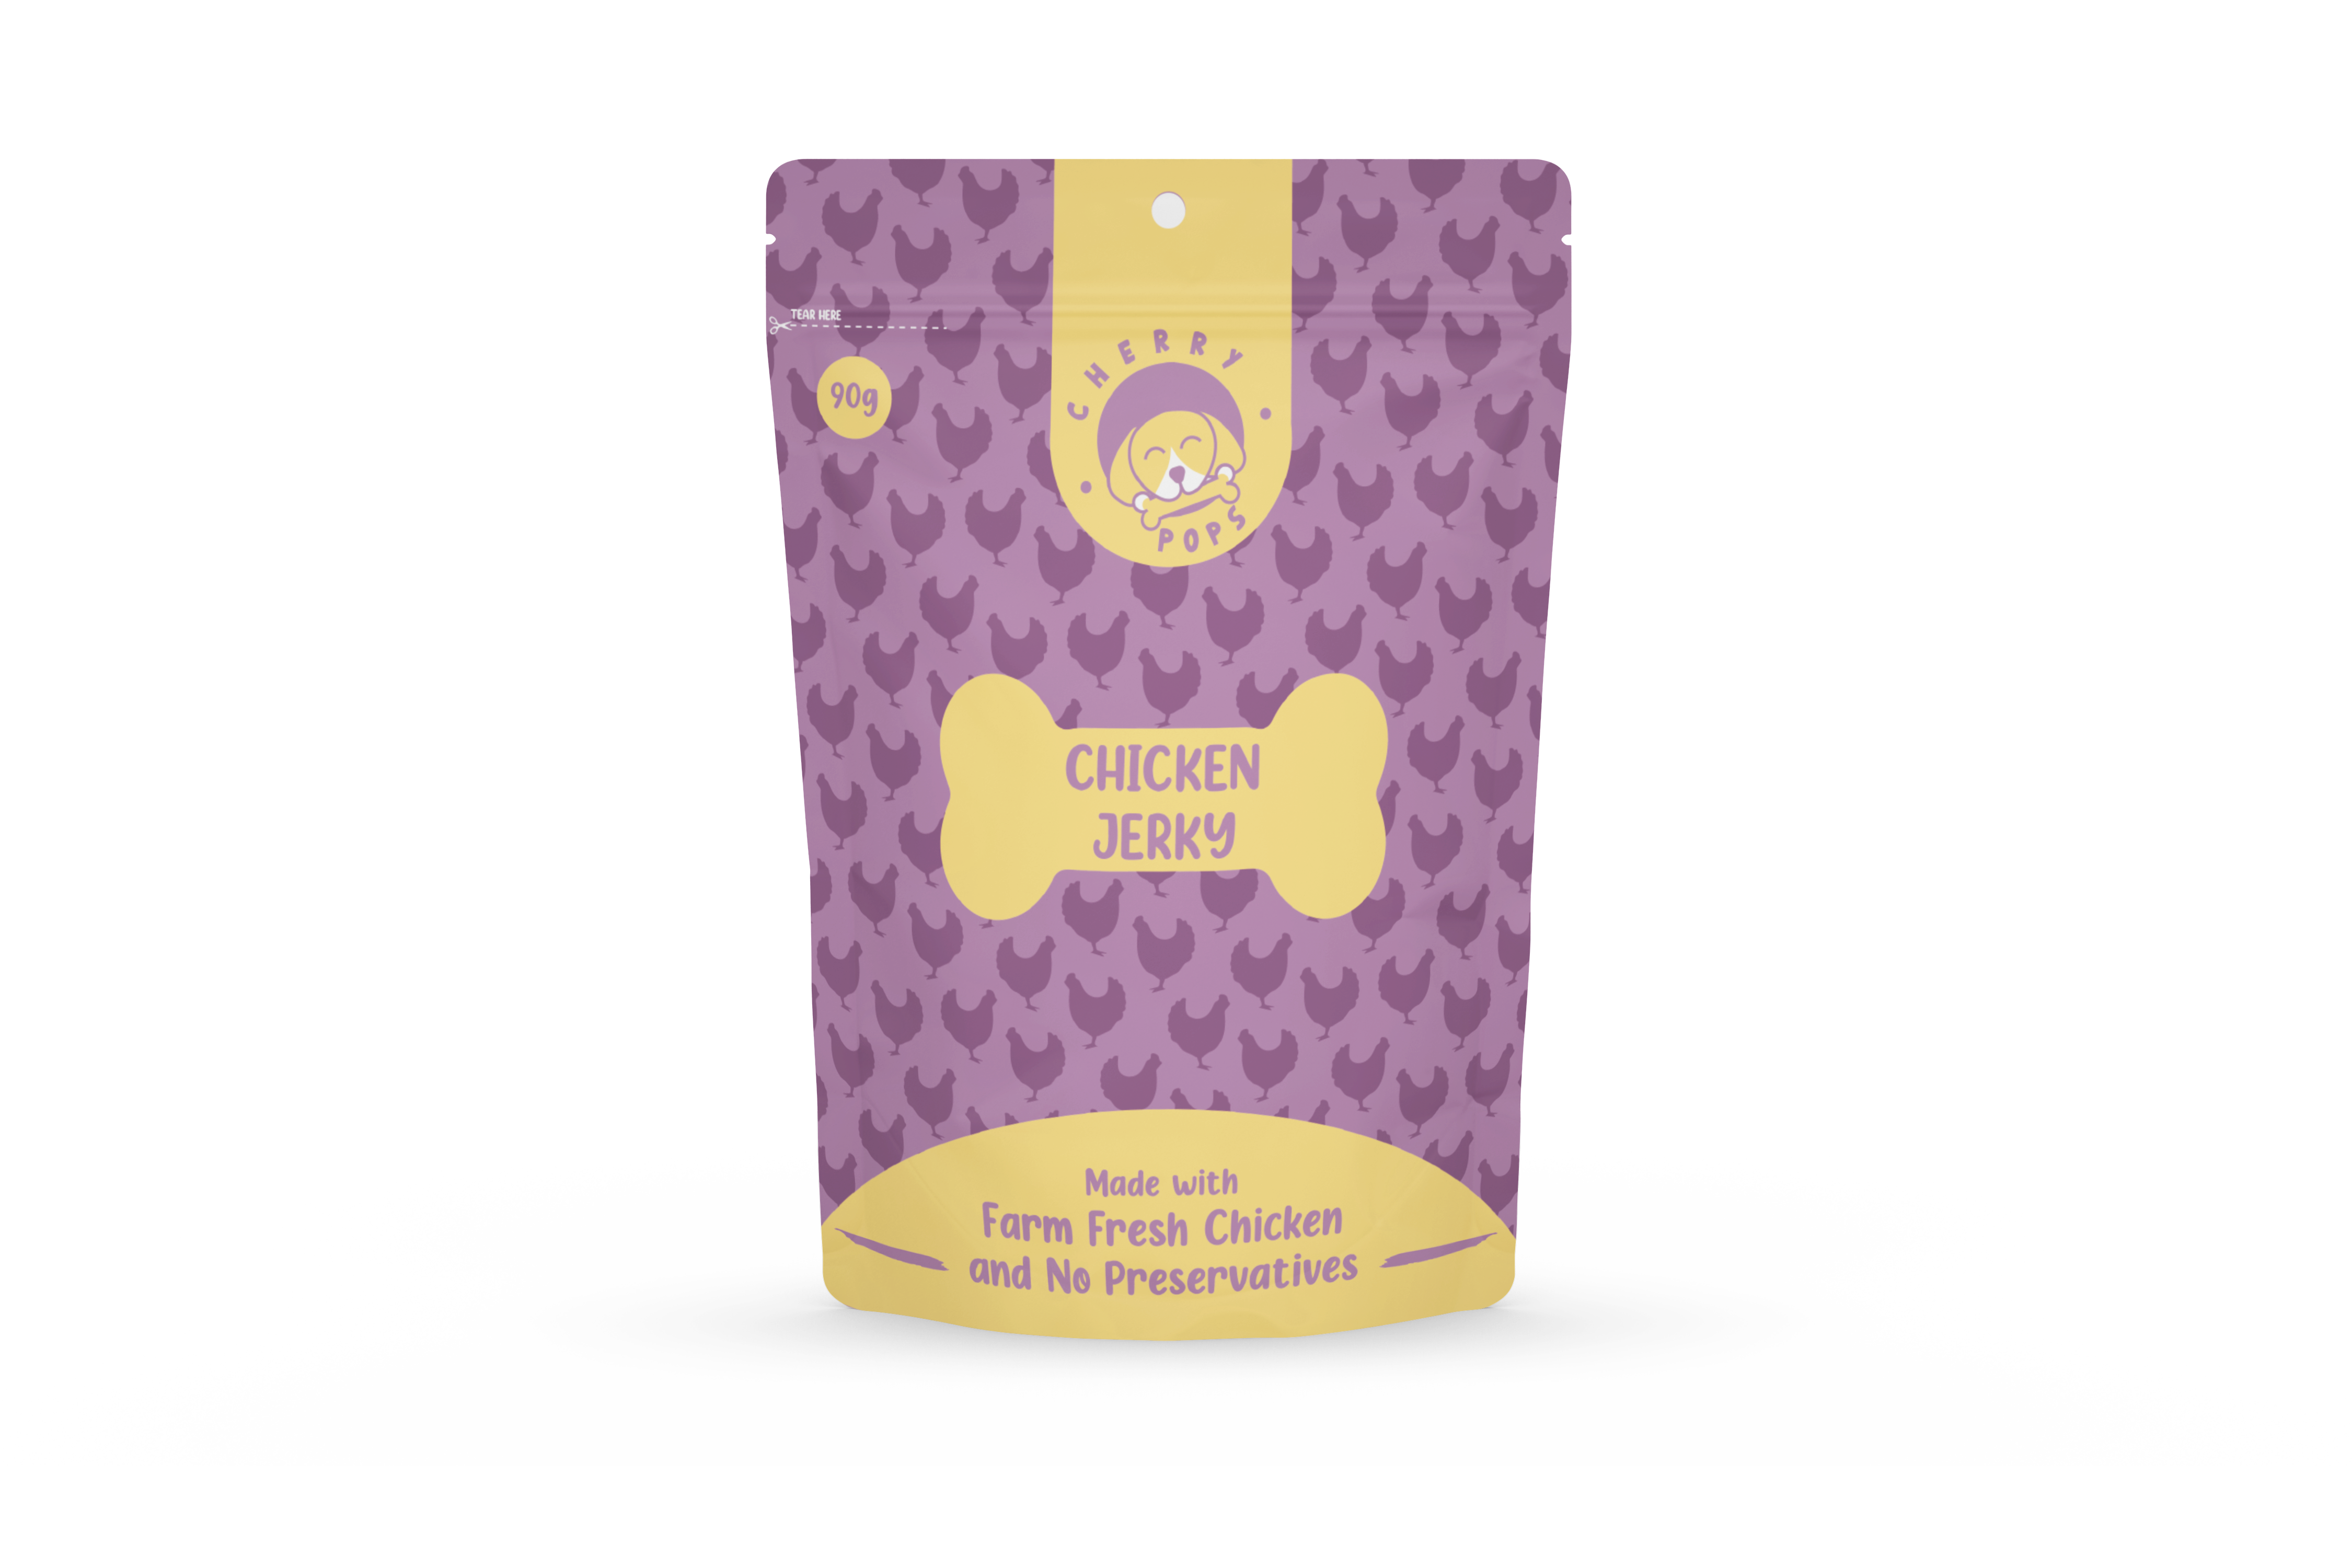 TEAR HERE
90g
CHERRY
POPS
CHICKEN
JERKY
Made with
Farm Fresh Chicken
and No Preservatives